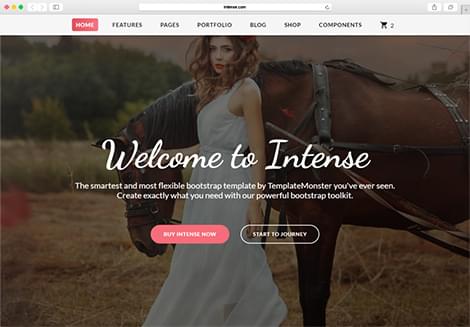 intense.com
HOME FEATURES PAGES PORTFOLIO BLOG SHOP COMPONENTS 2
Welcome to Intense
The smartest and most flexible bootstrap template by TemplateMonster you've ever seen.
Create exactly what you need with our powerful bootstrap toolkit.
BUY INTENSE NOW START TO JOURNEY